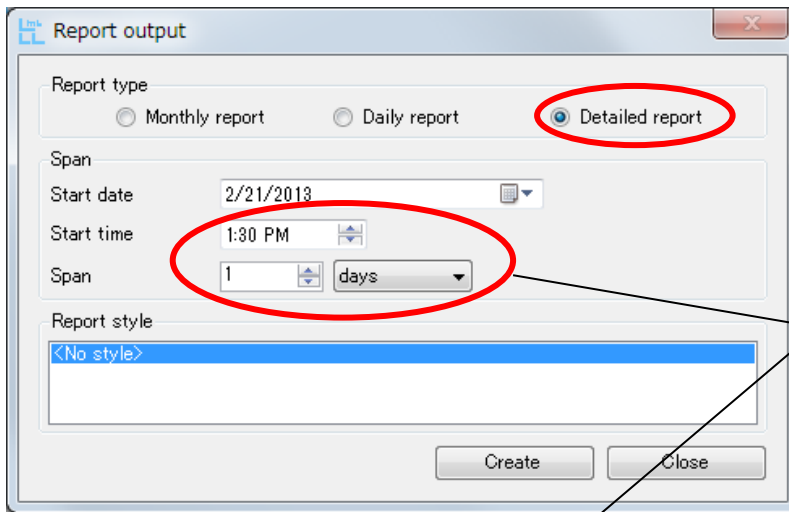 Link
Report output
Report type
Monthly report Daily report Detailed report
Span
Start date 2/21/2013
Start time 1:30 PM
Span 1 days
Report style
<No style>
Create Close